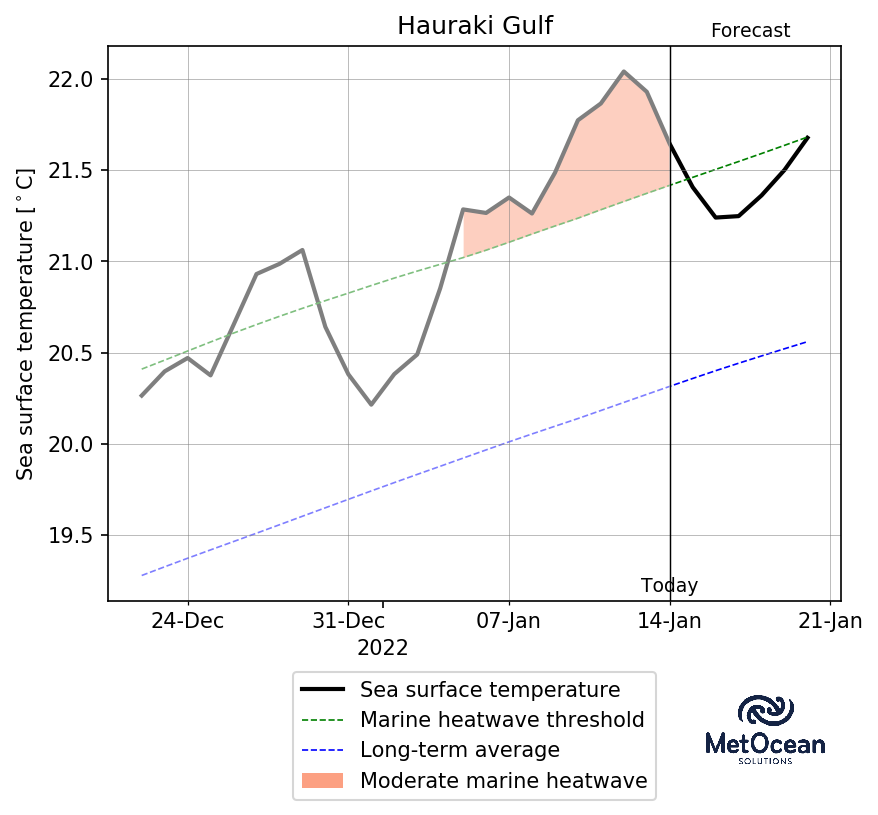 Hauraki Gulf
Forecast
Sea surface temperature [°C]
22.0
21.5
21.0
20.5
20.0
19.5
Today
24-Dec 31-Dec 07-Jan 14-Jan 21-Jan
2022
Sea surface temperature
Marine heatwave threshold
Long-term average
Moderate marine heatwave
MetOcean
SOLUTIONS